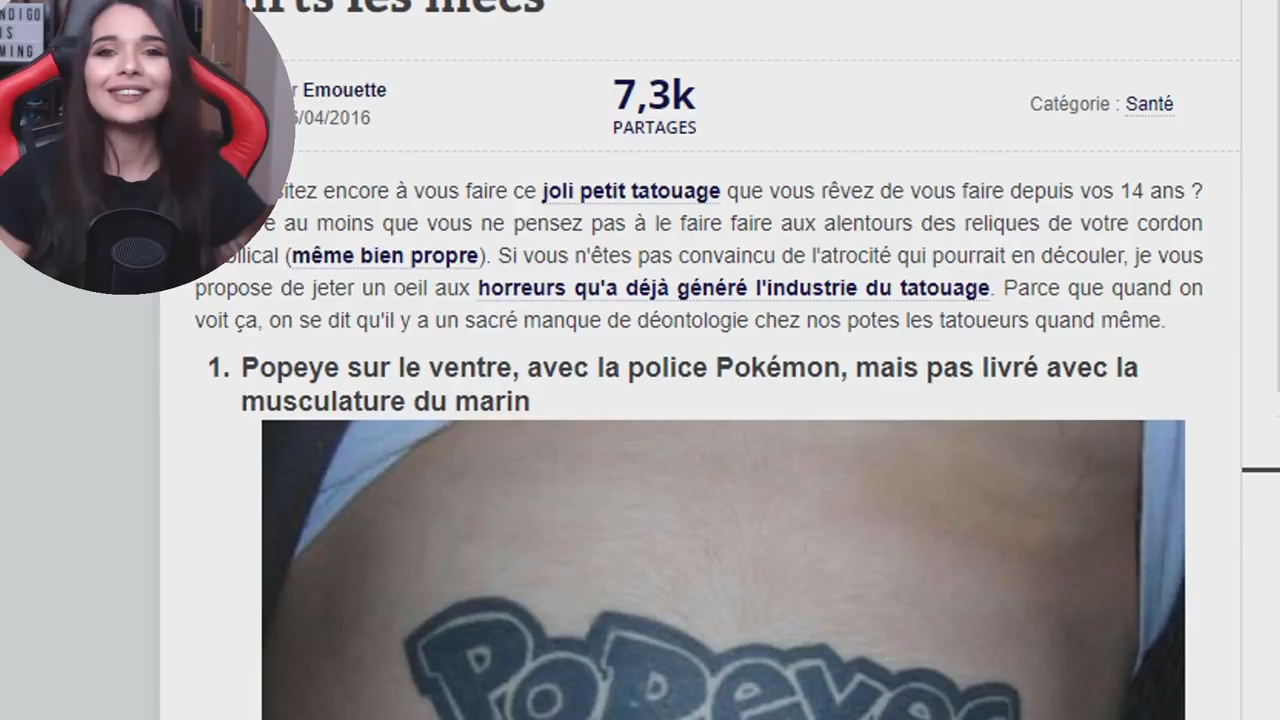 NDIGO
IS
MING
les mecs
Emouette
/04/2016
7,3k
PARTAGES
Catégorie : Santé
encore à vous faire ce joli petit tatouage que vous rêvez de vous faire depuis vos 14 ans ?
au moins que vous ne pensez pas à le faire faire aux alentours des reliques de votre cordon
(même bien propre). Si vous n'êtes pas convaincu de l'atrocité qui pourrait en découler, je vous
propose de jeter un oeil aux horreurs qu'a déjà généré l'industrie du tatouage. Parce que quand on
voit ça, on se dit qu'il y a un sacré manque de déontologie chez nos potes les tatoueurs quand même.
1. Popeye sur le ventre, avec la police Pokémon, mais pas livré avec la
musculature du marin
POPEYES